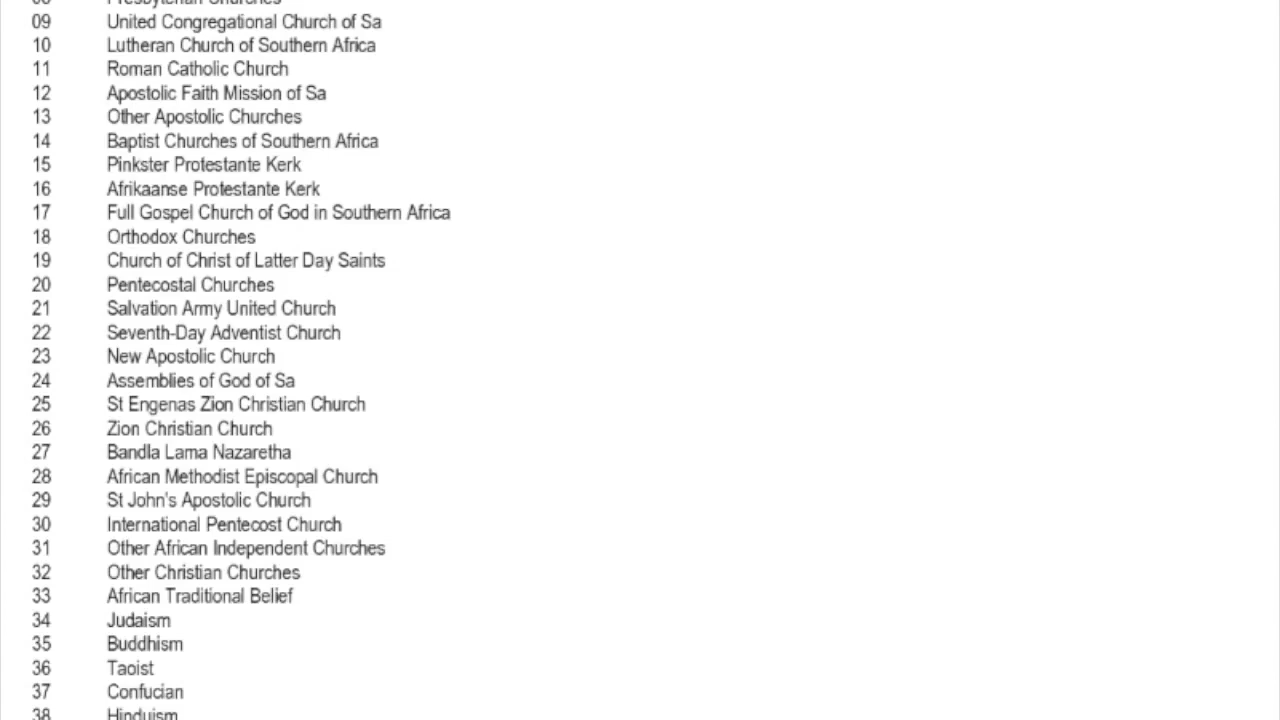 09 United Congregational Church of Sa
10 Lutheran Church of Southern Africa
11 Roman Catholic Church
12 Apostolic Faith Mission of Sa
13 Other Apostolic Churches
14 Baptist Churches of Southern Africa
15 Pinkster Protestante Kerk
16 Afrikaanse Protestante Kerk
17 Full Gospel Church of God in Southern Africa
18 Orthodox Churches
19 Church of Christ of Latter Day Saints
20 Pentecostal Churches
21 Salvation Army United Church
22 Seventh-Day Adventist Church
23 New Apostolic Church
24 Assemblies of God of Sa
25 St Engenas Zion Christian Church
26 Zion Christian Church
27 Bandla Lama Nazaretha
28 African Methodist Episcopal Church
29 St John's Apostolic Church
30 International Pentecost Church
31 Other African Independent Churches
32 Other Christian Churches
33 African Traditional Belief
34 Judaism
35 Buddhism
36 Taoist
37 Confucian
38 Hinduism